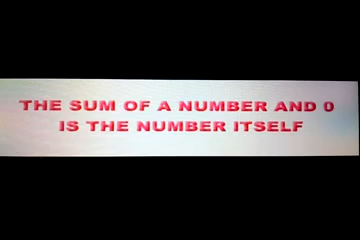 THE SUM OF A NUMBER AND 0
IS THE NUMBER ITSELF